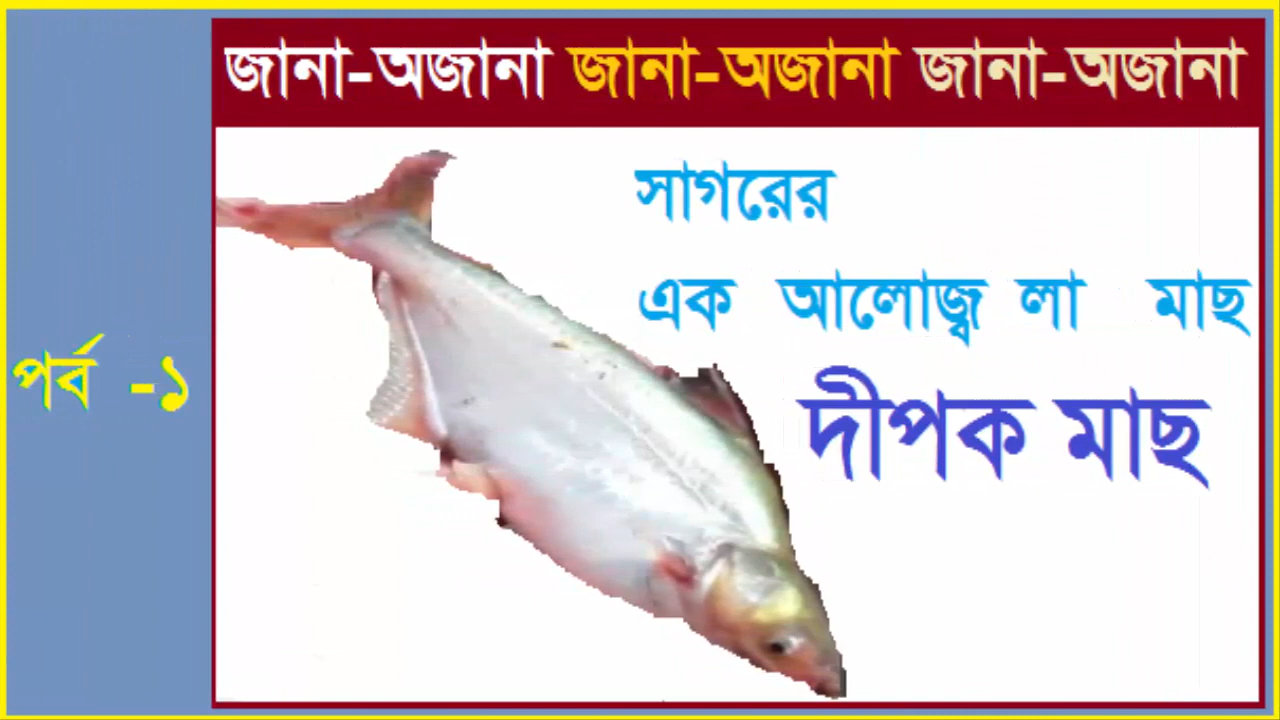 জানা-অজানা জানা-অজানা জানা-অজানা
সাগরের
এক আলোজ্ব লা মাছ
দীপক মাছ
পর্ব -১